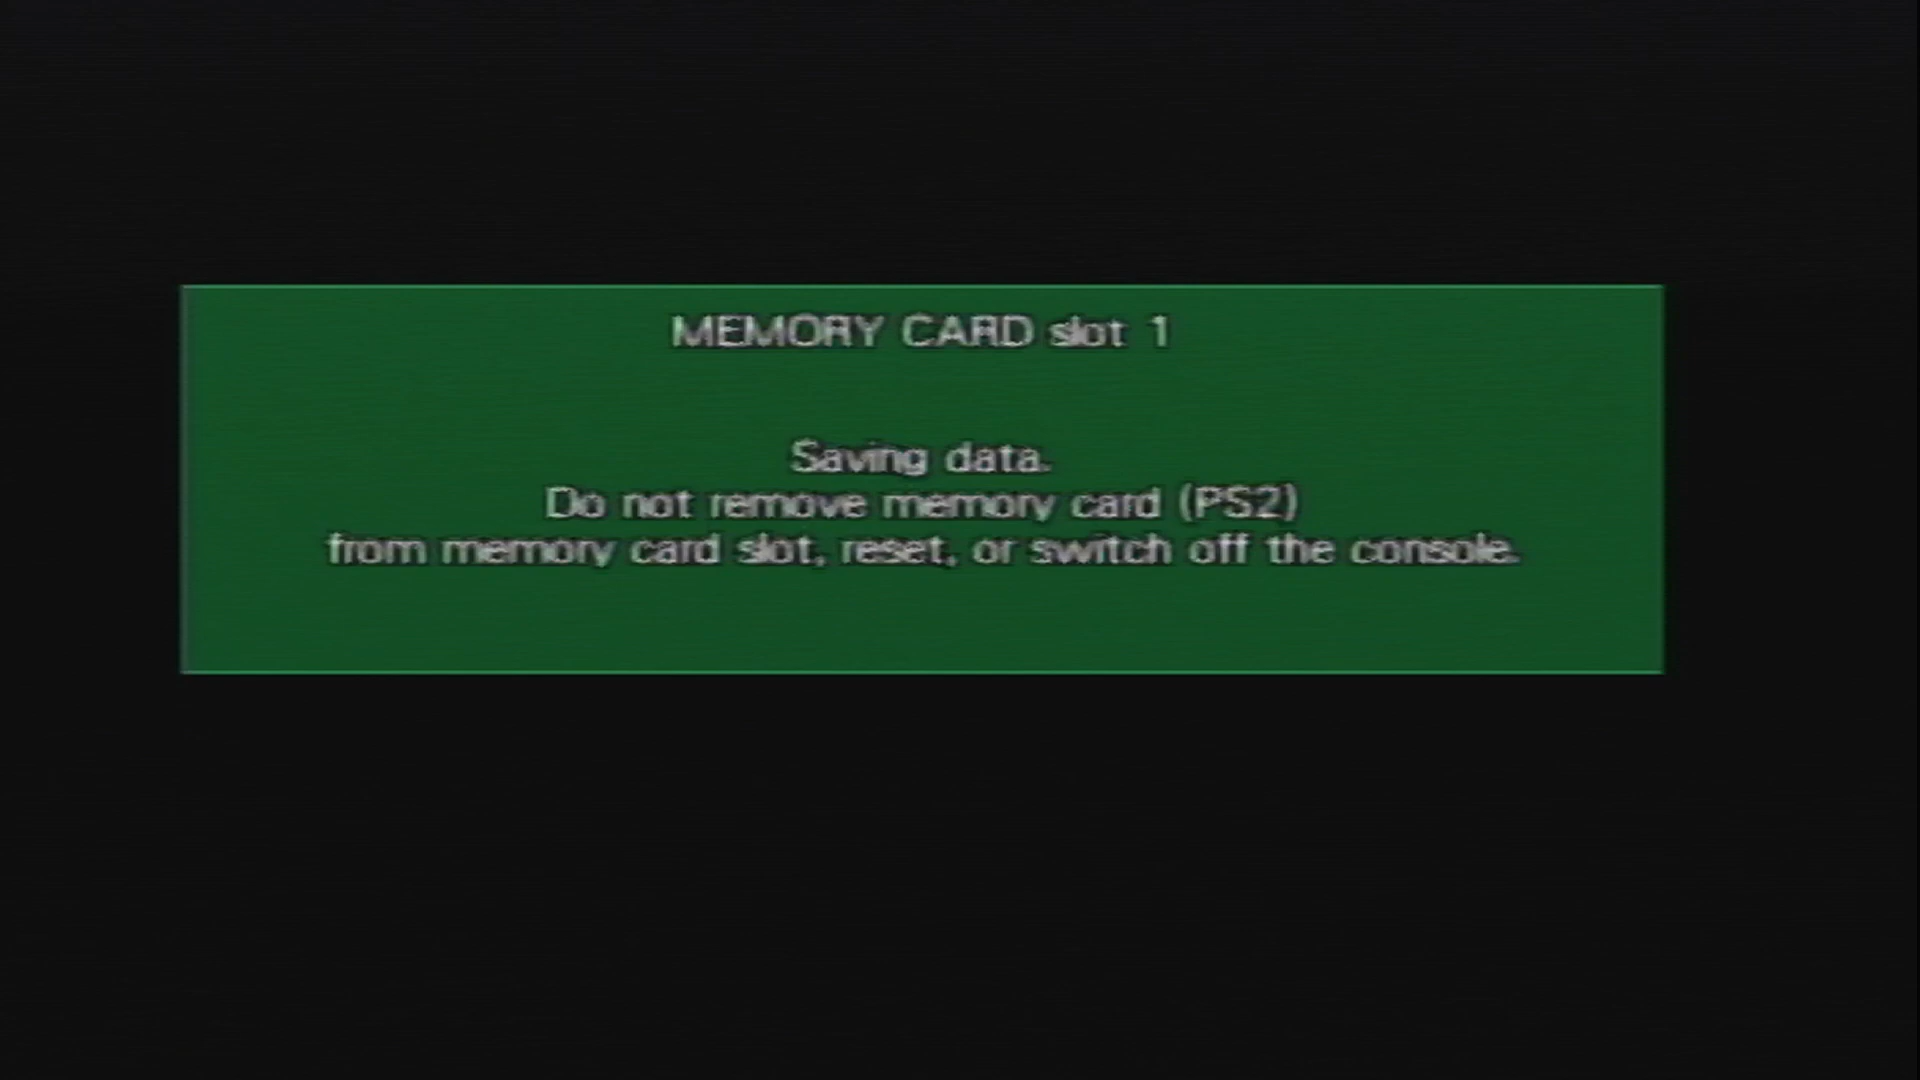 MEMORY CARD slot 1
Saving data.
Do not remove memory card (PS2)
from memory card slot, reset, or switch off the console.